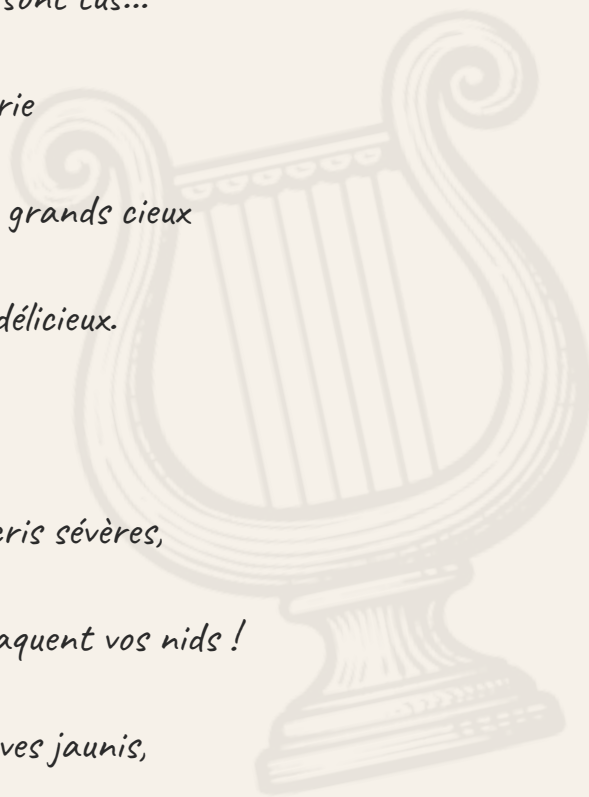 sont tus...
rie
grands cieux
délicieux.
cris sévères,
aquent vos nids !
ves jaunis,